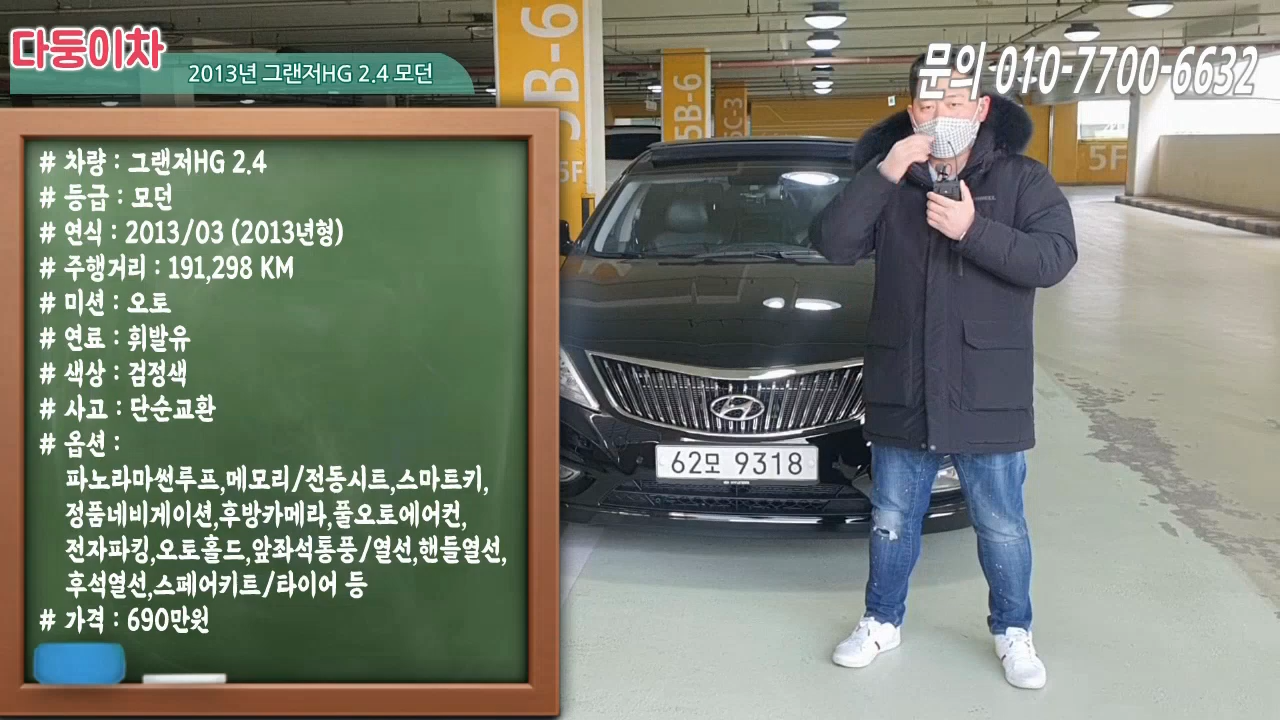 다둥이차
2013년 그랜저HG 2.4 모던
문의 010-7700-6632
# 차량 : 그랜저HG 2.4
# 등급 : 모던
# 연식 : 2013/03 (2013년형)
# 주행거리 : 191,298 KM
# 미션 : 오토
# 연료 : 휘발유
# 색상 : 검정색
# 사고 : 단순교환
# 옵션 :
파노라마썬루프,메모리/전동시트,스마트키,
정품네비게이션,후방카메라,풀오토에어컨,
전자파킹,오토홀드,앞좌석통풍/열선,핸들열선,
후석열선,스페어키트/타이어 등
# 가격 : 690만원
5B-6
5F
5B-6
5C-3
5F
62모 9318